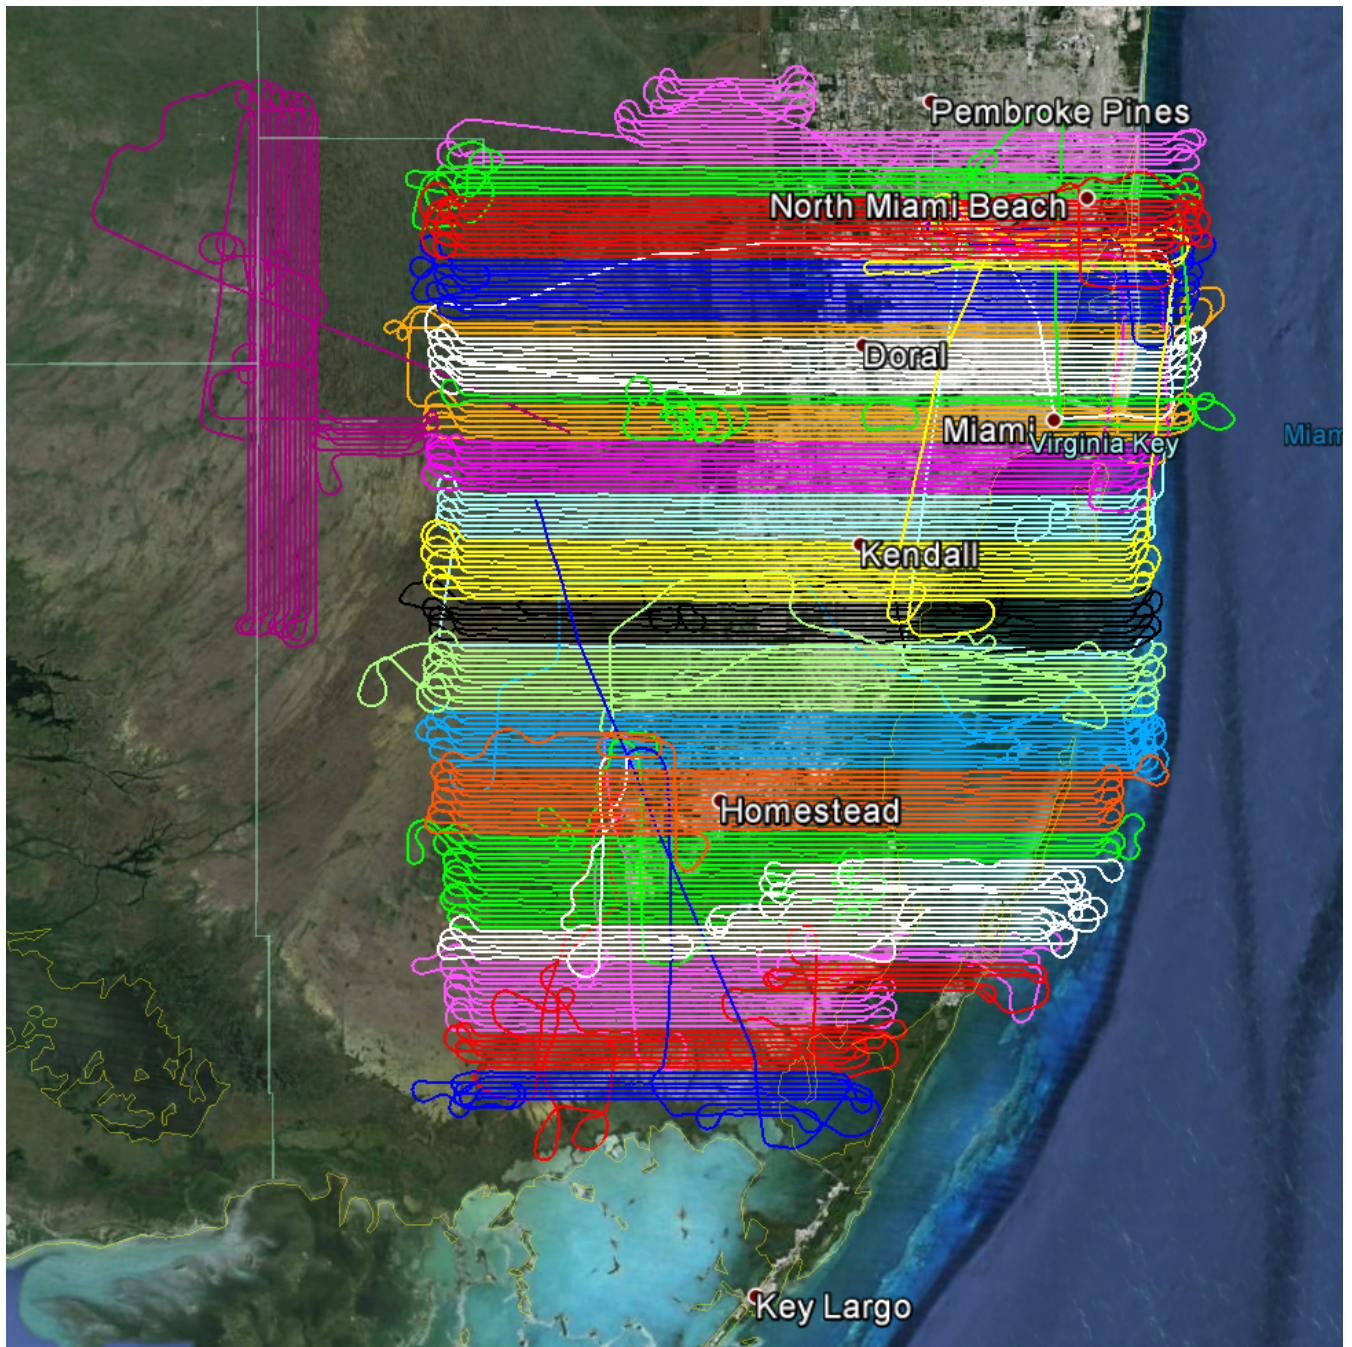 Pembroke Pines
North Miami Beach
Doral
Miami
Virginia Key
Miam
Kendall
Homestead
Key Largo